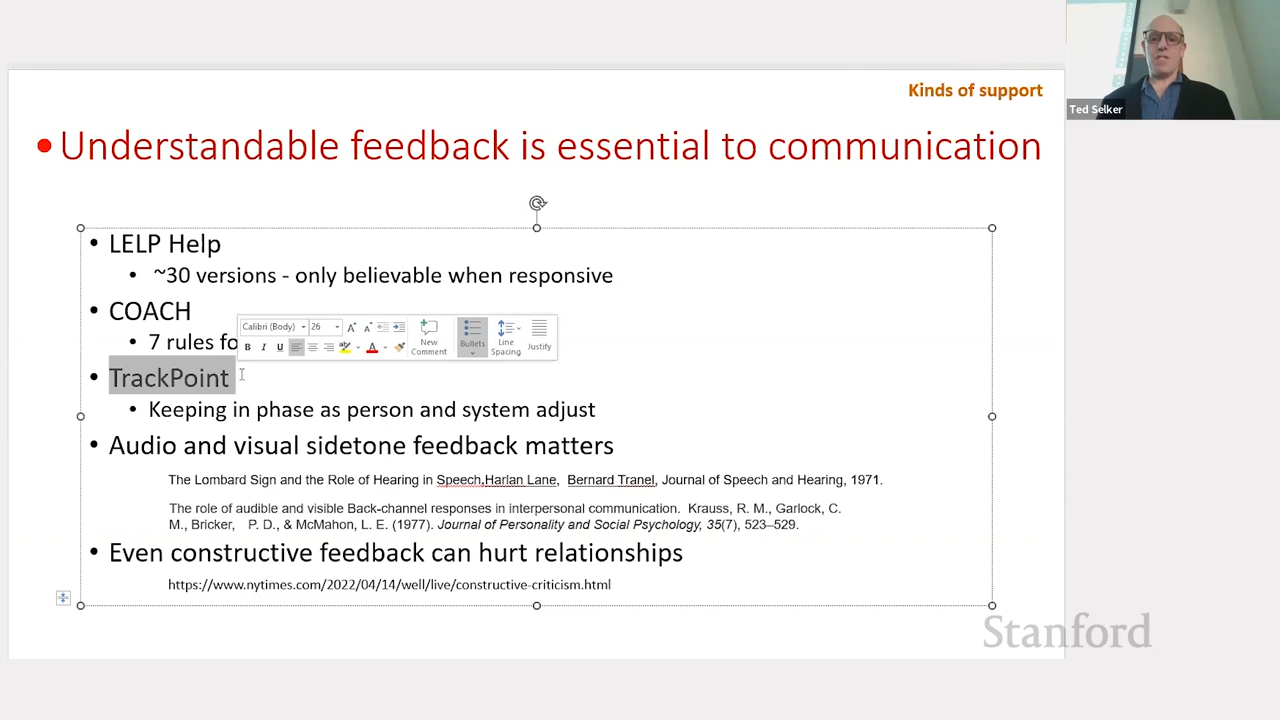 Kinds of support
• Understandable feedback is essential to communication
• LELP Help
• ~30 versions - only believable when responsive
• COACH
• 7 rules fo
Calibri (Body) 26 A A
B I U ab A
New Comment
Bullets
Line Spacing
Justify
• TrackPoint
• Keeping in phase as person and system adjust
• Audio and visual sidetone feedback matters
The Lombard Sign and the Role of Hearing in Speech,Harlan Lane, Bernard Tranel, Journal of Speech and Hearing, 1971.
The role of audible and visible Back-channel responses in interpersonal communication. Krauss, R. M., Garlock, C.
M., Bricker, P. D., & McMahon, L. E. (1977). Journal of Personality and Social Psychology, 35(7), 523–529.
• Even constructive feedback can hurt relationships
https://www.nytimes.com/2022/04/14/well/live/constructive-criticism.html
Stanford
Ted Selker